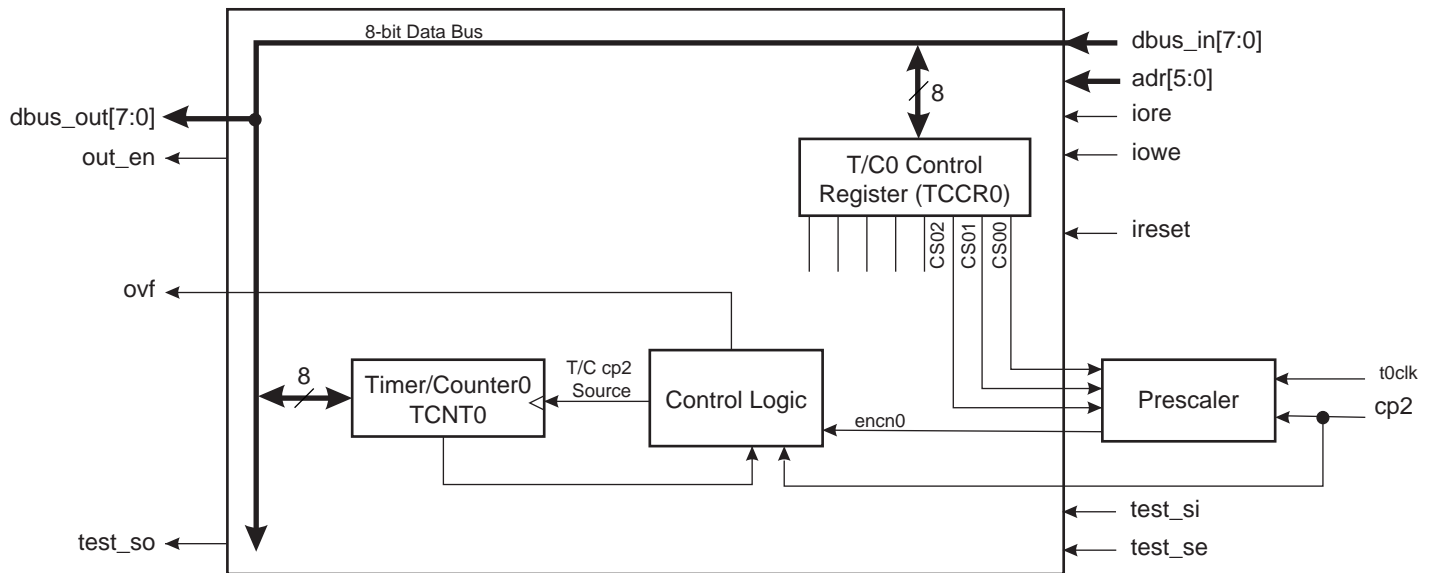 8-bit Data Bus
dbus_in[7:0]
adr[5:0]
8
dbus_out[7:0]
iore
out_en
iowe
T/C0 Control
Register (TCCR0)
CS02
CS01
CS00
ireset
ovf
8
Timer/Counter0
TCNT0
T/C cp2
Source
Control Logic
encn0
Prescaler
t0clk
cp2
test_si
test_so
test_se